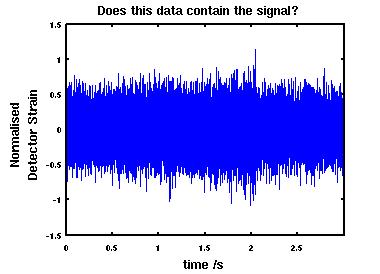 Does this data contain the signal?
1.5
1
0.5
0
-0.5
-1
-1.5
Normalised
Detector Strain
0 0.5 1 1.5 2 2.5
time /s